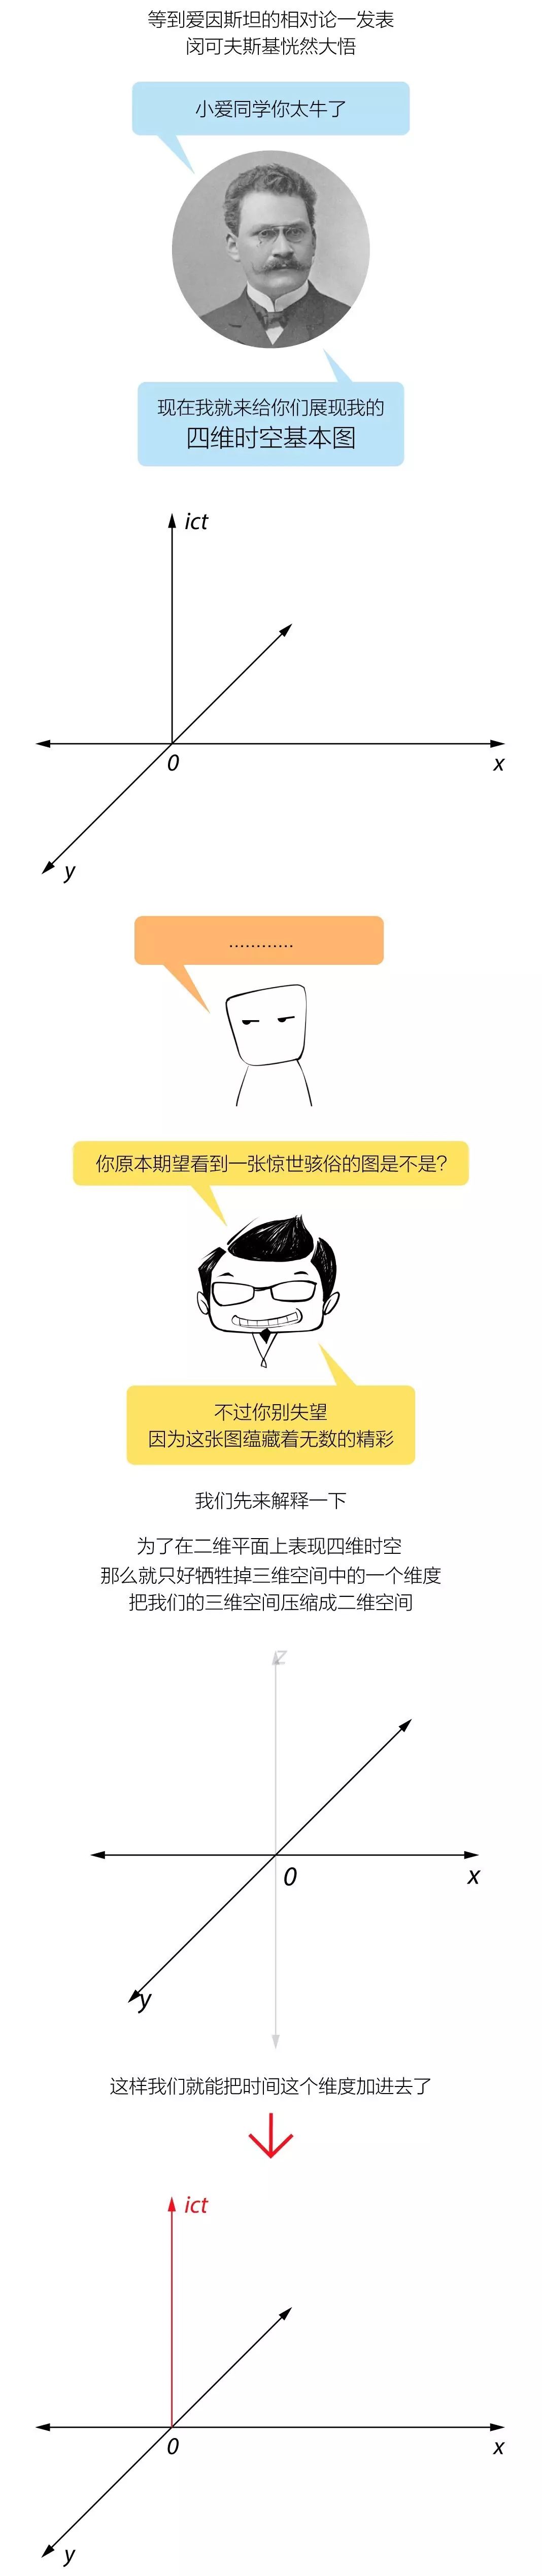 等到爱因斯坦的相对论一发表
闵可夫斯基恍然大悟
小爱同学你太牛了
现在我就来给你们展现我的
四维时空基本图
ict
0
x
y
............
你原本期望看到一张惊世骇俗的图是不是?
不过你别失望
因为这张图蕴藏着无数的精彩
我们先来解释一下
为了在二维平面上表现四维时空
那么就只好牺牲掉三维空间中的一个维度
把我们的三维空间压缩成二维空间
z
0
x
y
这样我们就能把时间这个维度加进去了
ict
0
x
y